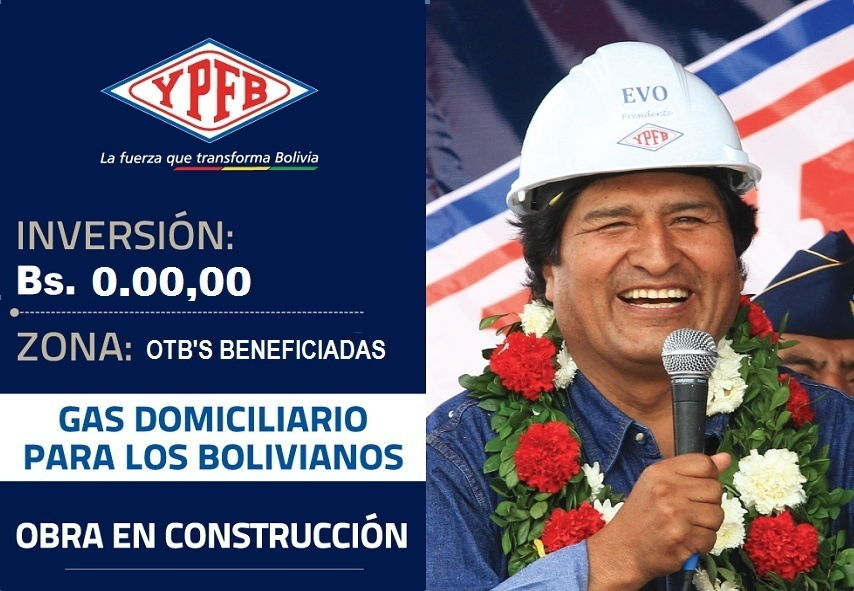 YPFB
La fuerza que transforma Bolivia
INVERSIÓN:
Bs. 0.00,00
ZONA: OTB'S BENEFICIADAS
GAS DOMICILIARIO
PARA LOS BOLIVIANOS
OBRA EN CONSTRUCCIÓN
EVO
Presidente
YPFB